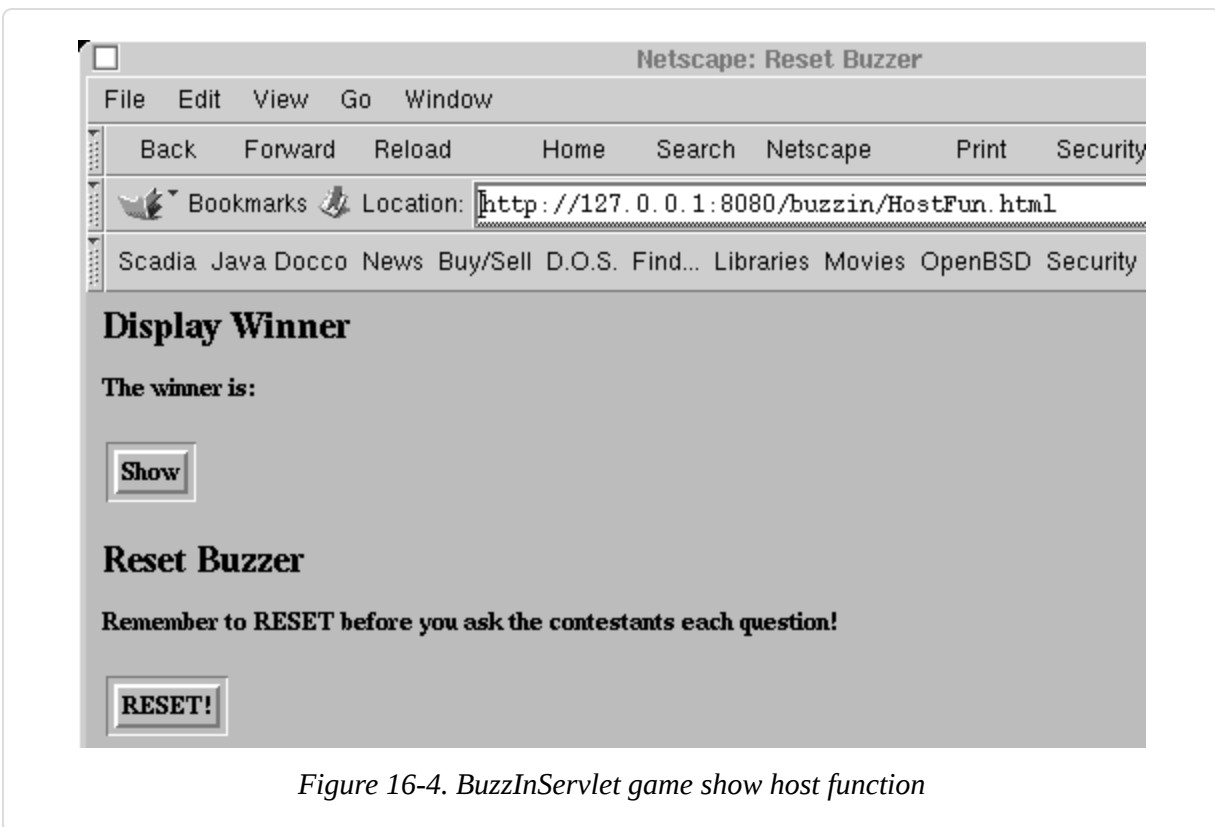 Netscape: Reset Buzzer
File Edit View Go Window
Back Forward Reload Home Search Netscape Print Security
Bookmarks Location: http://127.0.0.1:8080/buzzin/HostFun.html
Scadia Java Docco News Buy/Sell D.O.S. Find... Libraries Movies OpenBSD Security
Display Winner
The winner is:
Show
Reset Buzzer
Remember to RESET before you ask the contestants each question!
RESET!
Figure 16-4. BuzzInServlet game show host function